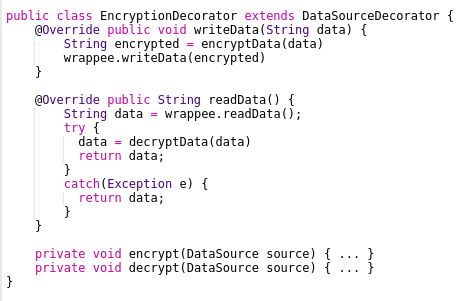 public class EncryptionDecorator extends DataSourceDecorator {
    @Override public void writeData(String data) {
        String encrypted = encryptData(data)
        wrappee.writeData(encrypted)
    }

    @Override public String readData() {
        String data = wrappee.readData();
        try {
          data = decryptData(data)
          return data;
        }
        catch(Exception e) {
          return data;
        }
    }

    private void encrypt(DataSource source) { ... }
    private void decrypt(DataSource source) { ... }
}